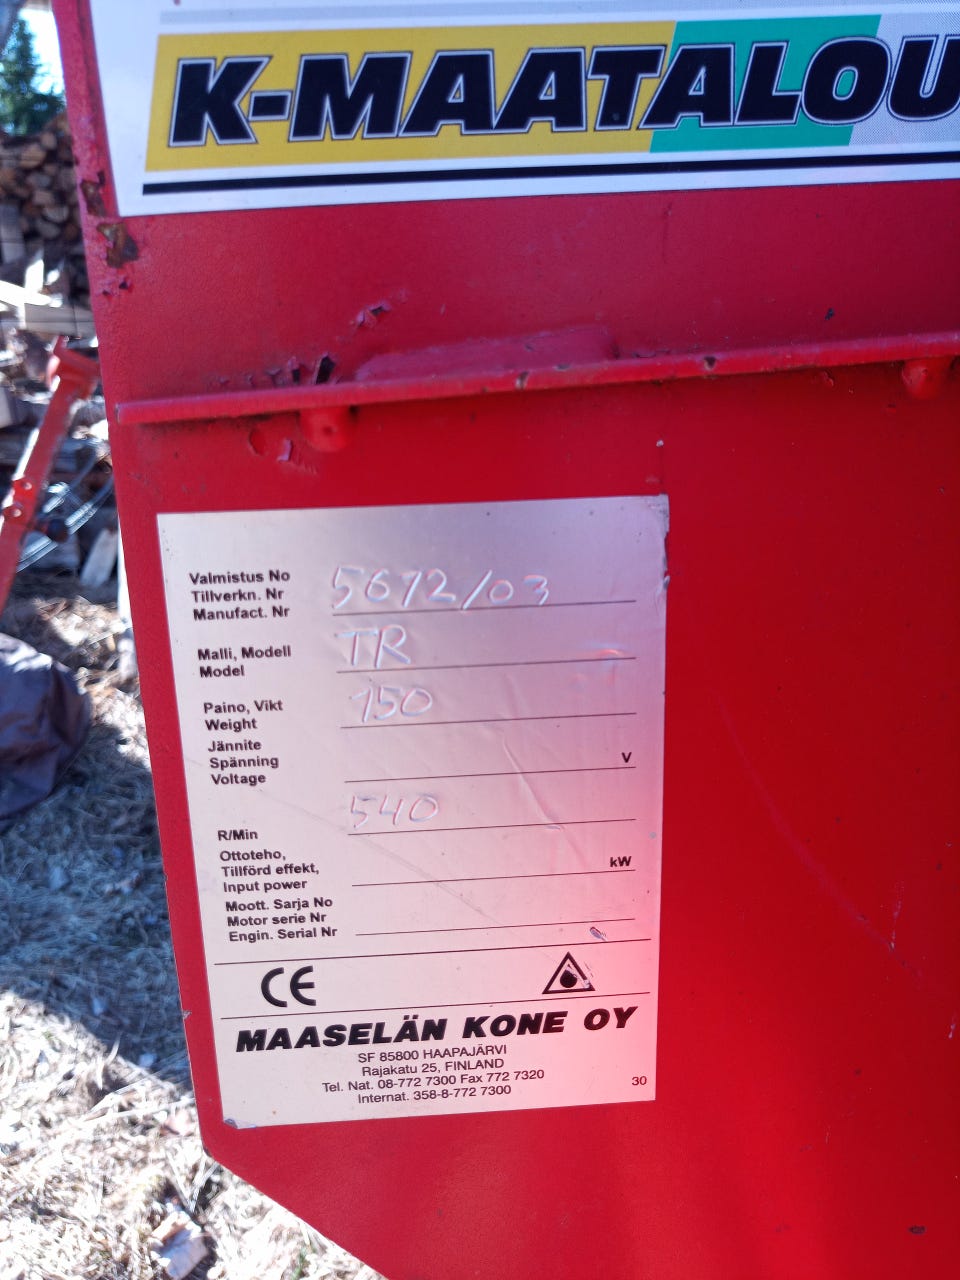 K-MAATALOU
Valmistus No
Tillverkn. Nr
Manufact. Nr
5672/03
Malli, Modell
Model
TR
Paino, Vikt
Weight
150
Jännite
Spänning
Voltage
V
R/Min
540
Ottoteho,
Tillförd effekt,
Input power
kW
Moott. Sarja No
Motor serie Nr
Engin. Serial Nr
CE
MAASELÄN KONE OY
SF 85800 HAAPAJÄRVI
Rajakatu 25, FINLAND
Tel. Nat. 08-772 7300 Fax 772 7320
Internat. 358-8-772 7300
30